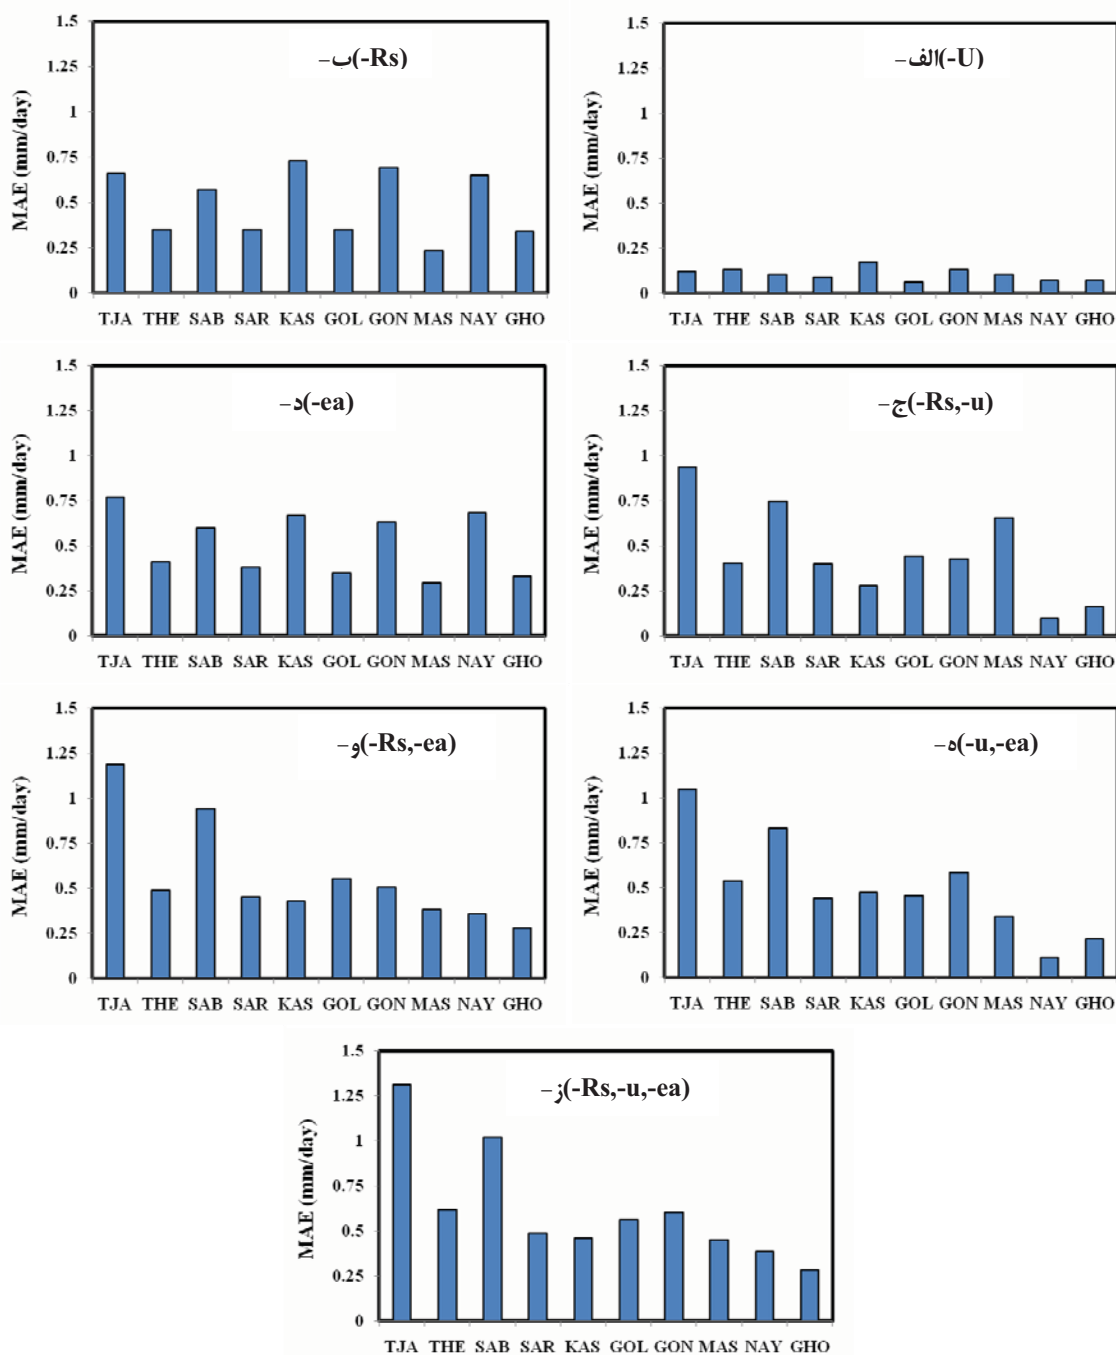 الف-(-U)
MAE (mm/day)
1.5
1.25
1
0.75
0.5
0.25
0
TJA THE SAB SAR KAS GOL GON MAS NAY GHO
ب-(-Rs)
MAE (mm/day)
1.5
1.25
1
0.75
0.5
0.25
0
TJA THE SAB SAR KAS GOL GON MAS NAY GHO
ج-(-Rs,-u)
MAE (mm/day)
1.5
1.25
1
0.75
0.5
0.25
0
TJA THE SAB SAR KAS GOL GON MAS NAY GHO
د-(-ea)
MAE (mm/day)
1.5
1.25
1
0.75
0.5
0.25
0
TJA THE SAB SAR KAS GOL GON MAS NAY GHO
ه-(-u,-ea)
MAE (mm/day)
1.5
1.25
1
0.75
0.5
0.25
0
TJA THE SAB SAR KAS GOL GON MAS NAY GHO
و-(-Rs,-ea)
MAE (mm/day)
1.5
1.25
1
0.75
0.5
0.25
0
TJA THE SAB SAR KAS GOL GON MAS NAY GHO
ز-(-Rs,-u,-ea)
MAE (mm/day)
1.5
1.25
1
0.75
0.5
0.25
0
TJA THE SAB SAR KAS GOL GON MAS NAY GHO